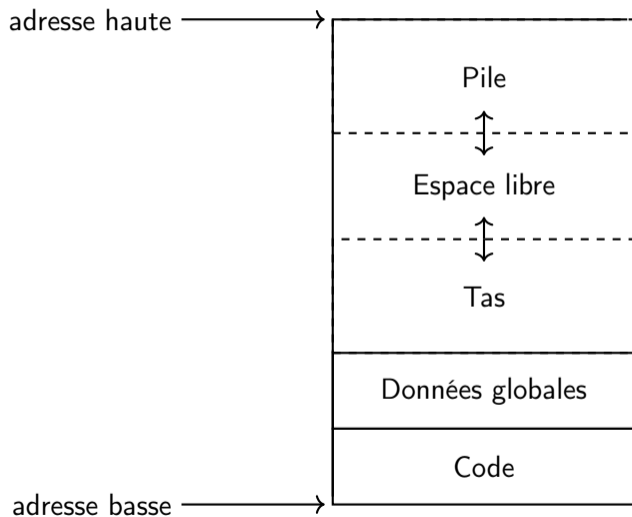 adresse haute
Pile
Espace libre
Tas
Données globales
Code
adresse basse